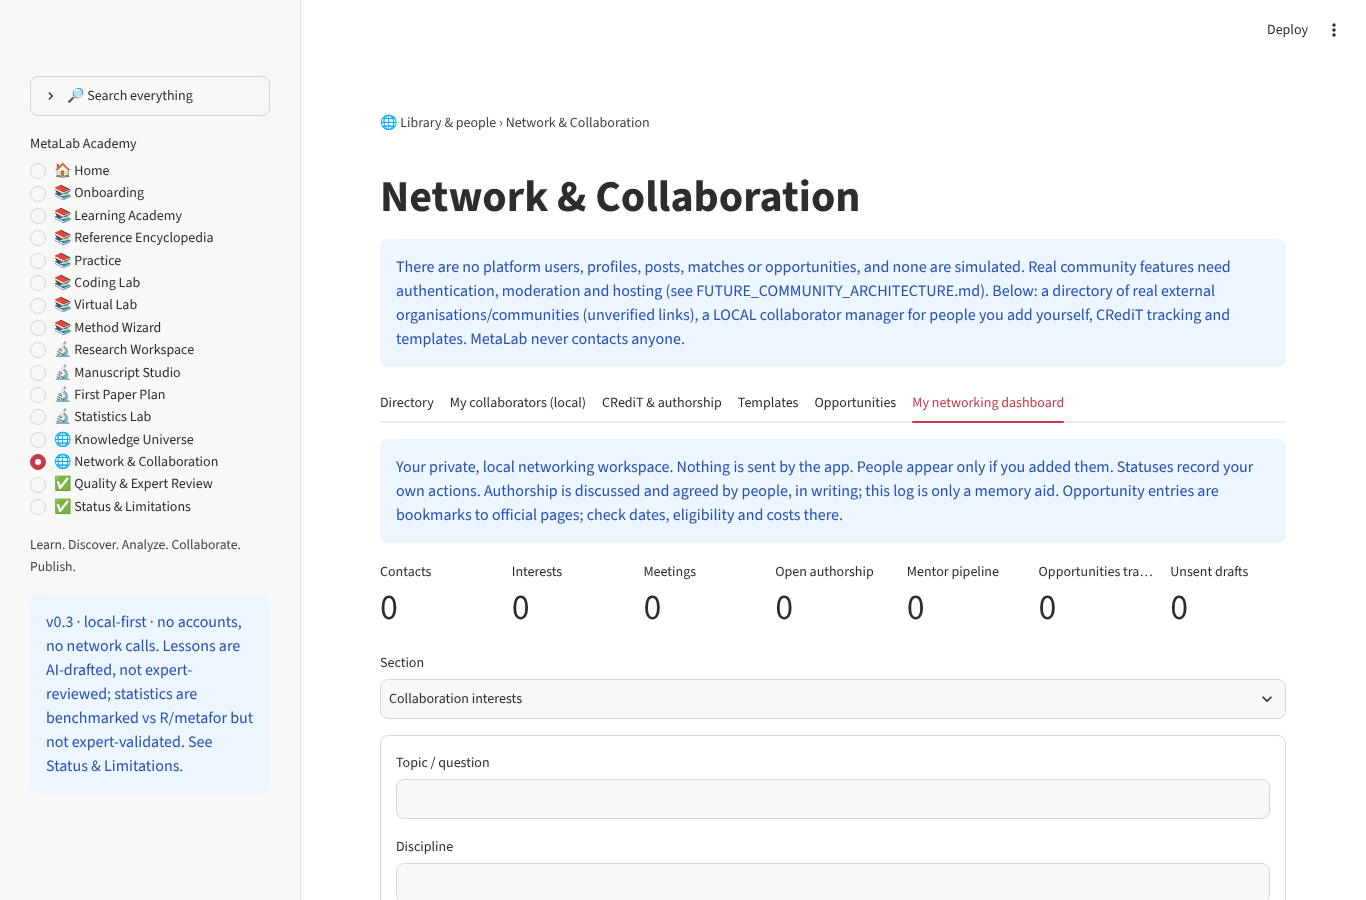 Deploy
🔎 Search everything
MetaLab Academy
🏠 Home
📚 Onboarding
📚 Learning Academy
📚 Reference Encyclopedia
📚 Practice
📚 Coding Lab
📚 Virtual Lab
📚 Method Wizard
🔬 Research Workspace
🔬 Manuscript Studio
🔬 First Paper Plan
🔬 Statistics Lab
🌐 Knowledge Universe
🌐 Network & Collaboration
✅ Quality & Expert Review
✅ Status & Limitations
Learn. Discover. Analyze. Collaborate.
Publish.
v0.3 · local-first · no accounts,
no network calls. Lessons are
AI-drafted, not expert-
reviewed; statistics are
benchmarked vs R/metafor but
not expert-validated. See
Status & Limitations.
🌐 Library & people › Network & Collaboration
Network & Collaboration
There are no platform users, profiles, posts, matches or opportunities, and none are simulated. Real community features need
authentication, moderation and hosting (see FUTURE_COMMUNITY_ARCHITECTURE.md). Below: a directory of real external
organisations/communities (unverified links), a LOCAL collaborator manager for people you add yourself, CRediT tracking and
templates. MetaLab never contacts anyone.
Directory My collaborators (local) CRediT & authorship Templates Opportunities My networking dashboard
Your private, local networking workspace. Nothing is sent by the app. People appear only if you added them. Statuses record your
own actions. Authorship is discussed and agreed by people, in writing; this log is only a memory aid. Opportunity entries are
bookmarks to official pages; check dates, eligibility and costs there.
Contacts Interests Meetings Open authorship Mentor pipeline Opportunities tra… Unsent drafts
0 0 0 0 0 0 0
Section
Collaboration interests
Topic / question
Discipline